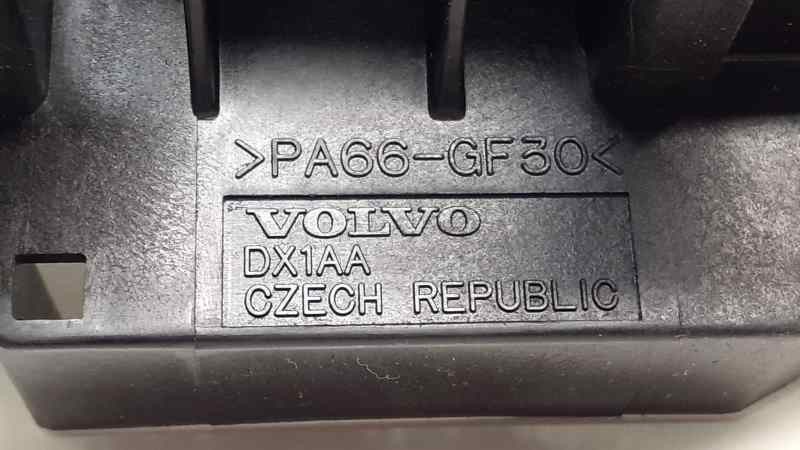 >PA66-GF30<
VOLVO
DX1AA
CZECH REPUBLIC